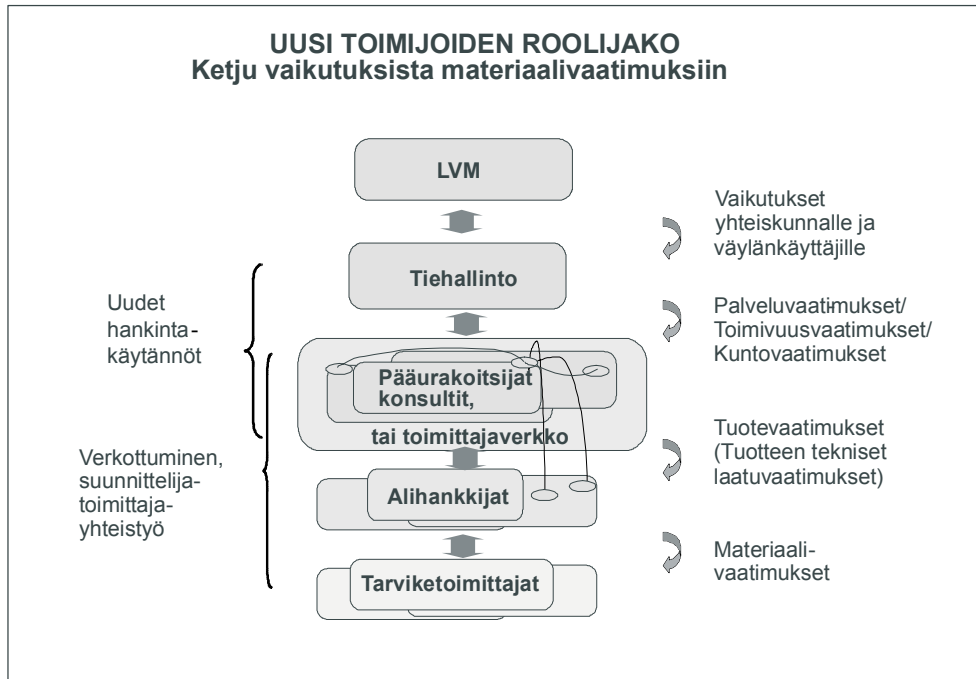 UUSI TOIMIJOIDEN ROOLIJAKO
Ketju vaikutuksista materiaalivaatimuksiin
LVM
Vaikutukset
yhteiskunnalle ja
väylänkäyttäjille
Tiehallinto
Uudet
hankinta-
käytännöt
Palveluvaatimukset/
Toimivuusvaatimukset/
Kuntovaatimukset
Pääurakoitsijat
konsultit,
tai toimittajaverkko
Verkottuminen,
suunnittelija-
toimittaja-
yhteistyö
Tuotevaatimukset
(Tuotteen tekniset
laatuvaatimukset)
Alihankkijat
Materiaali-
vaatimukset
Tarviketoimittajat